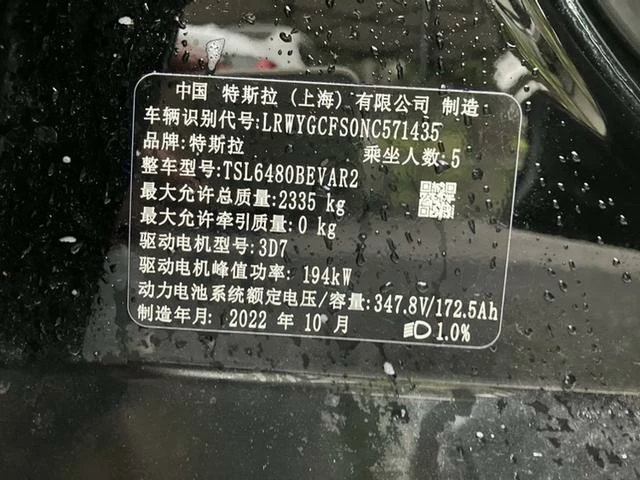 中国 特斯拉（上海）有限公司 制造
车辆识别代号:LRWYGCFS0NC571435
品牌:特斯拉 乘坐人数:5
整车型号:TSL6480BEVAR2
最大允许总质量:2335 kg
最大允许牵引质量:0 kg
驱动电机型号:3D7
驱动电机峰值功率: 194kW
动力电池系统额定电压/容量:347.8V/172.5Ah
制造年月: 2022 年 10 月 1.0%